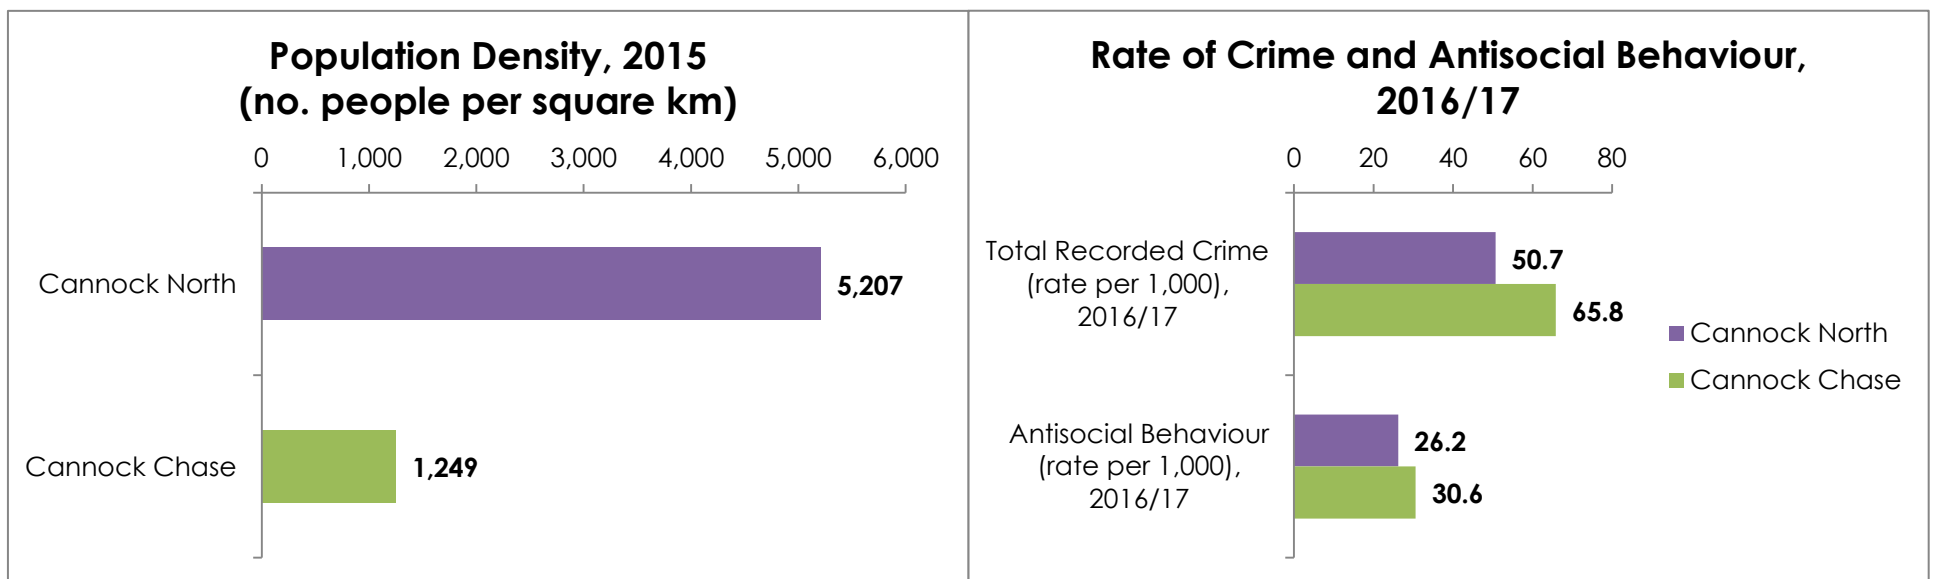 Population Density, 2015
(no. people per square km)
0 1,000 2,000 3,000 4,000 5,000 6,000
Cannock North
5,207
Cannock Chase
1,249
Rate of Crime and Antisocial Behaviour,
2016/17
0 20 40 60 80
Total Recorded Crime
(rate per 1,000),
2016/17
50.7
65.8
Antisocial Behaviour
(rate per 1,000),
2016/17
26.2
30.6
Cannock North
Cannock Chase